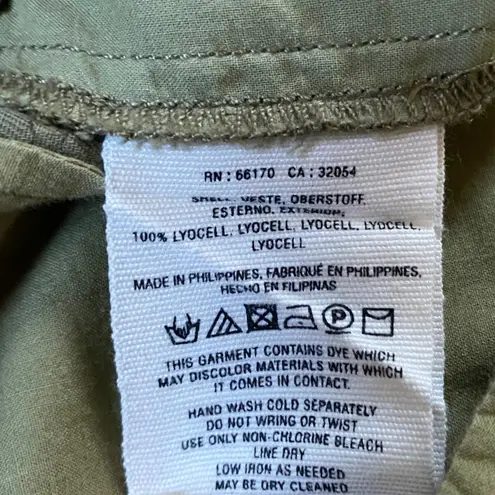 RN : 66170 CA : 32054
SHELL, VESTE, OBERSTOFF,
ESTERNO, EXTERIOR,
100% LYOCELL, LYOCELL, LYOCELL, LYOCELL,
LYOCELL
MADE IN PHILIPPINES, FABRIQUÉ EN PHILIPPINES,
HECHO EN FILIPINAS
P
THIS GARMENT CONTAINS DYE WHICH
MAY DISCOLOR MATERIALS WITH WHICH
IT COMES IN CONTACT.
HAND WASH COLD SEPARATELY
DO NOT WRING OR TWIST
USE ONLY NON-CHLORINE BLEACH
LINE DRY
LOW IRON AS NEEDED
MAY BE DRY CLEANED